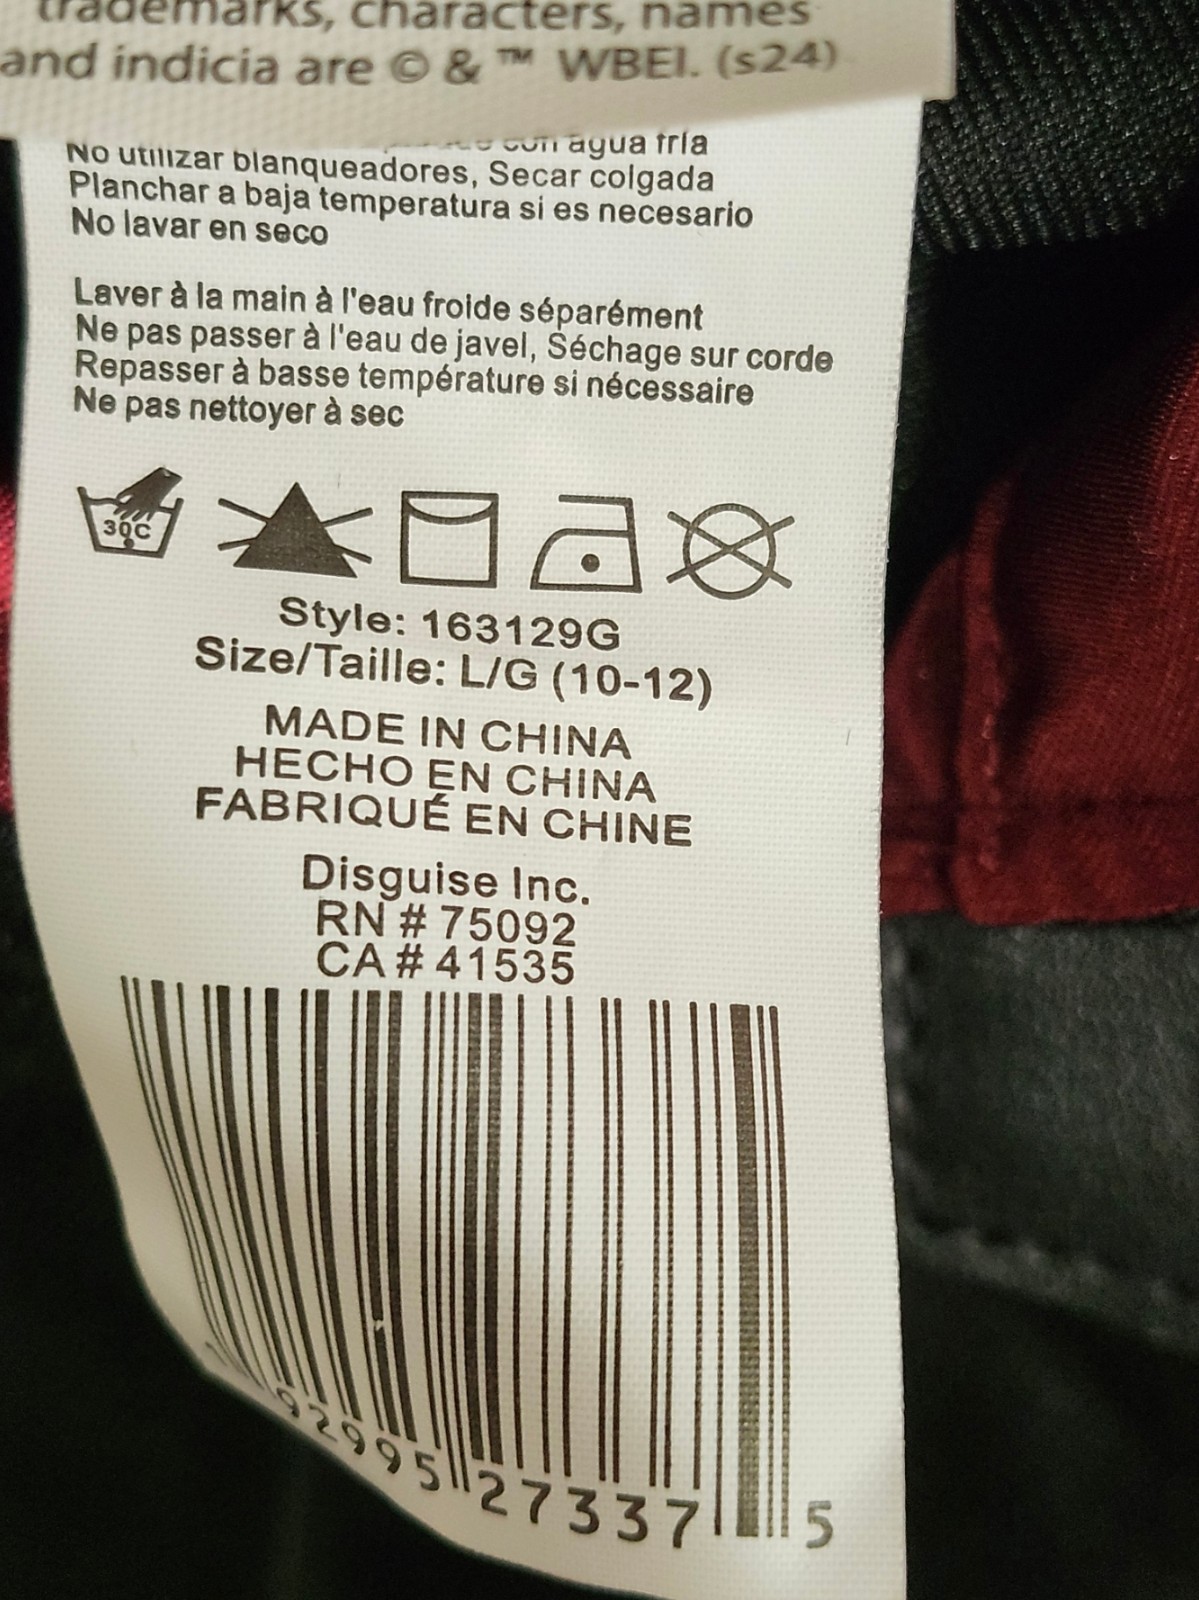 trademarks, characters, names
and indicia are © & ™ WBEI. (s24)
con agua fría
No utilizar blanqueadores, Secar colgada
Planchar a baja temperatura si es necesario
No lavar en seco
Laver à la main à l'eau froide séparément
Ne pas passer à l'eau de javel, Séchage sur corde
Repasser à basse température si nécessaire
Ne pas nettoyer à sec
30C
Style: 163129G
Size/Taille: L/G (10-12)
MADE IN CHINA
HECHO EN CHINA
FABRIQUÉ EN CHINE
Disguise Inc.
RN # 75092
CA # 41535
92995 27337 5